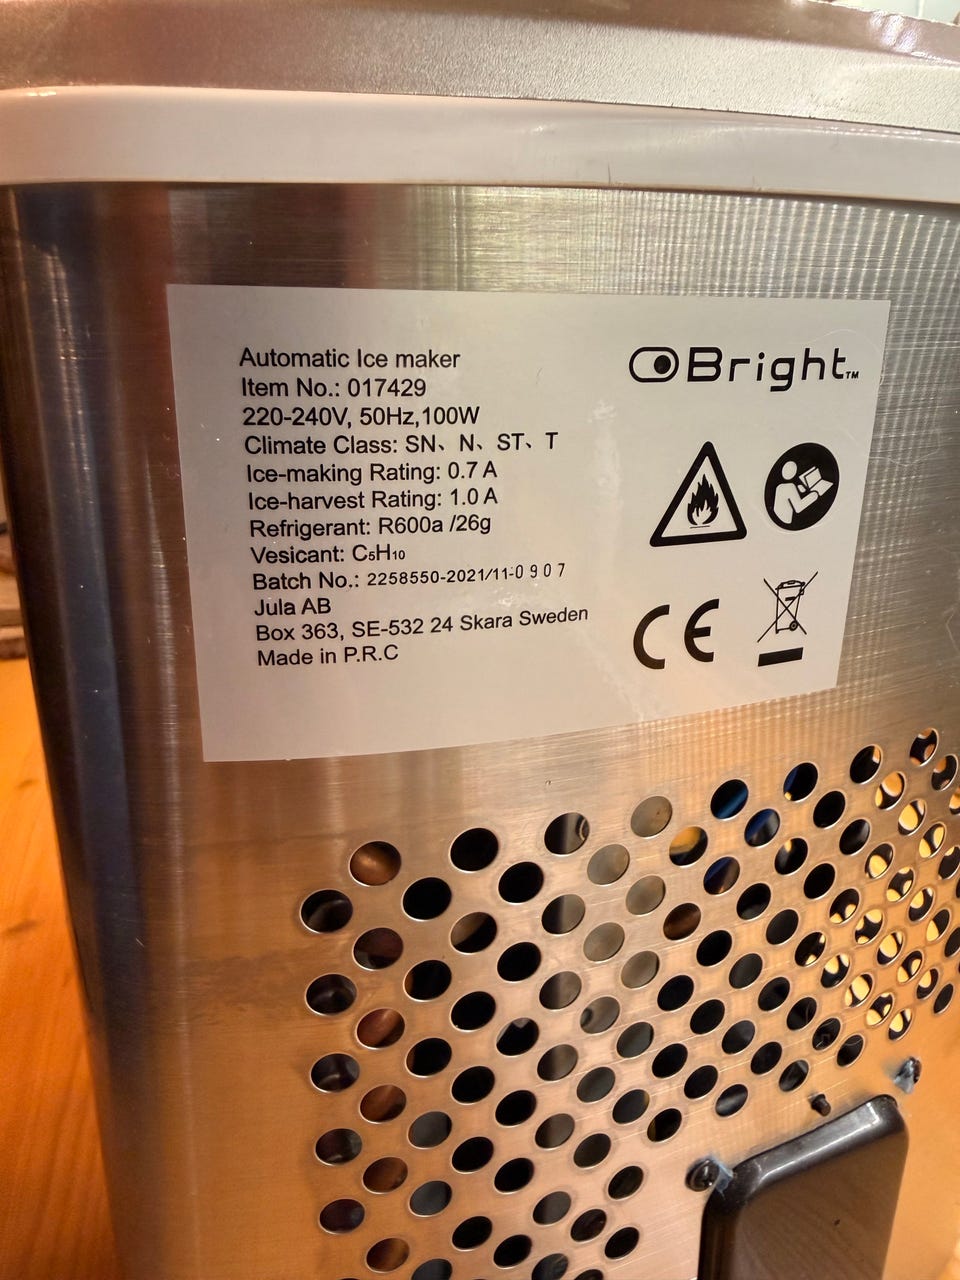 Automatic Ice maker
Item No.: 017429
220-240V, 50Hz,100W
Climate Class: SN、N、ST、T
Ice-making Rating: 0.7 A
Ice-harvest Rating: 1.0 A
Refrigerant: R600a /26g
Vesicant: C₅H₁₀
Batch No.: 2258550-2021/11-0907
Jula AB
Box 363, SE-532 24 Skara Sweden
Made in P.R.C
Bright™
CE